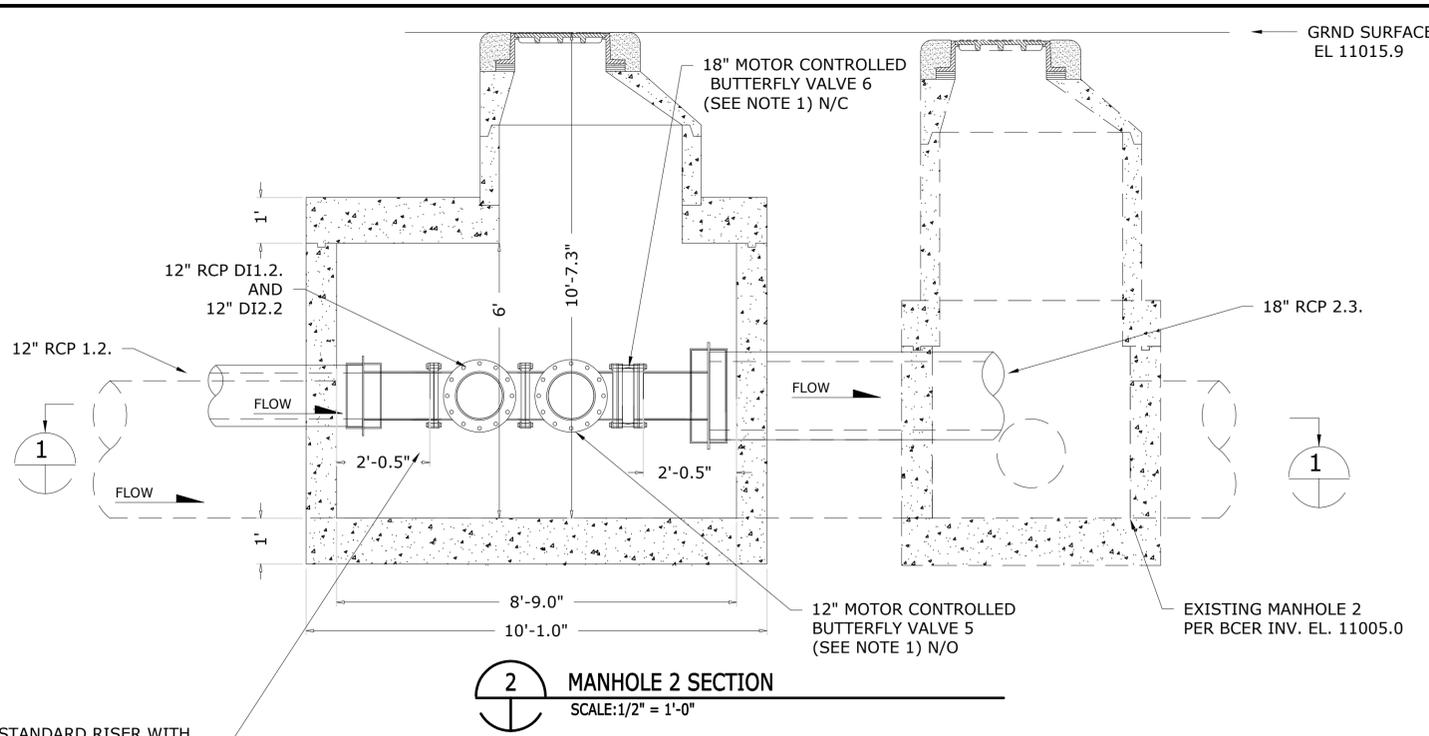 GRND SURFACE
EL 11015.9
18" MOTOR CONTROLLED
BUTTERFLY VALVE 6
(SEE NOTE 1) N/C
1'
12" RCP DI1.2.
AND
12" DI2.2
6'
10'-7.3"
18" RCP 2.3.
12" RCP 1.2.
FLOW
FLOW
1
2'-0.5"
2'-0.5"
1
FLOW
1'
8'-9.0"
10'-1.0"
12" MOTOR CONTROLLED
BUTTERFLY VALVE 5
(SEE NOTE 1) N/O
EXISTING MANHOLE 2
PER BCER INV. EL. 11005.0
2
MANHOLE 2 SECTION
SCALE:1/2" = 1'-0"
STANDARD RISER WITH